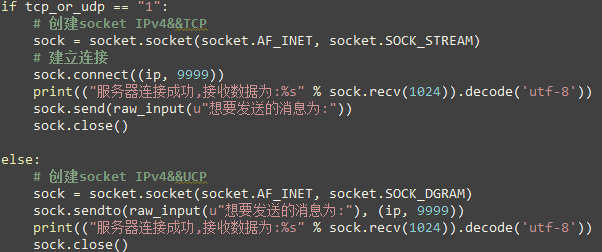 if tcp_or_udp == "1":
    # 创建socket IPv4&&TCP
    sock = socket.socket(socket.AF_INET, socket.SOCK_STREAM)
    # 建立连接
    sock.connect((ip, 9999))
    print(("服务器连接成功,接收数据为:%s" % sock.recv(1024)).decode('utf-8'))
    sock.send(raw_input(u"想要发送的消息为:"))
    sock.close()
else:
    # 创建socket IPv4&&UCP
    sock = socket.socket(socket.AF_INET, socket.SOCK_DGRAM)
    sock.sendto(raw_input(u"想要发送的消息为:"), (ip, 9999))
    print(("服务器连接成功,接收数据为:%s" % sock.recv(1024)).decode('utf-8'))
    sock.close()